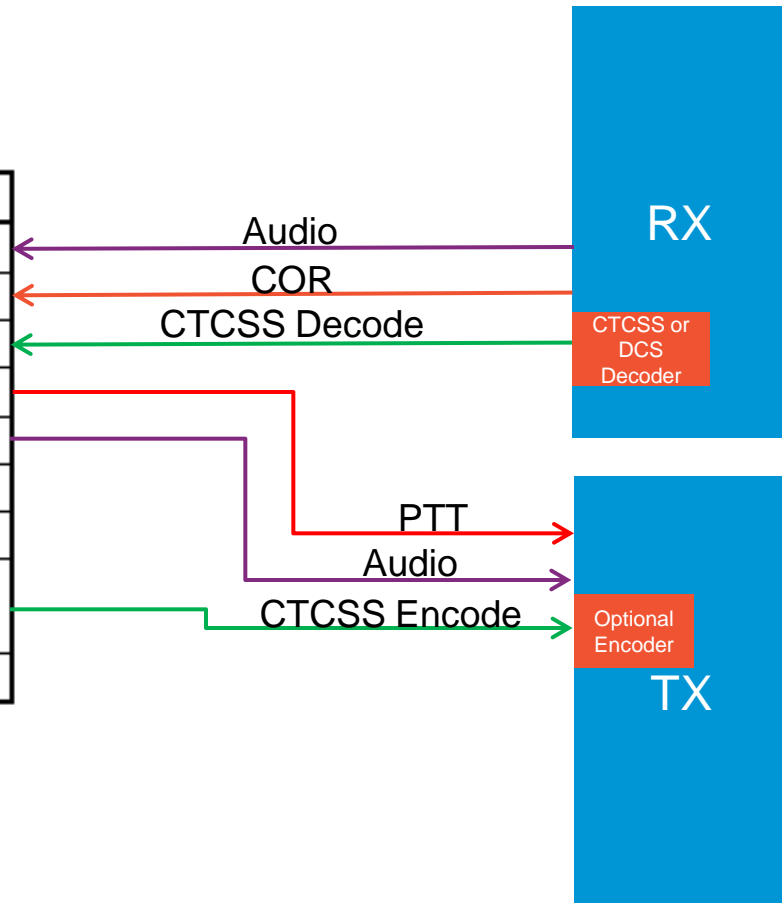 RX
Audio
COR
CTCSS Decode
CTCSS or
DCS
Decoder
PTT
Audio
CTCSS Encode
Optional
Encoder
TX